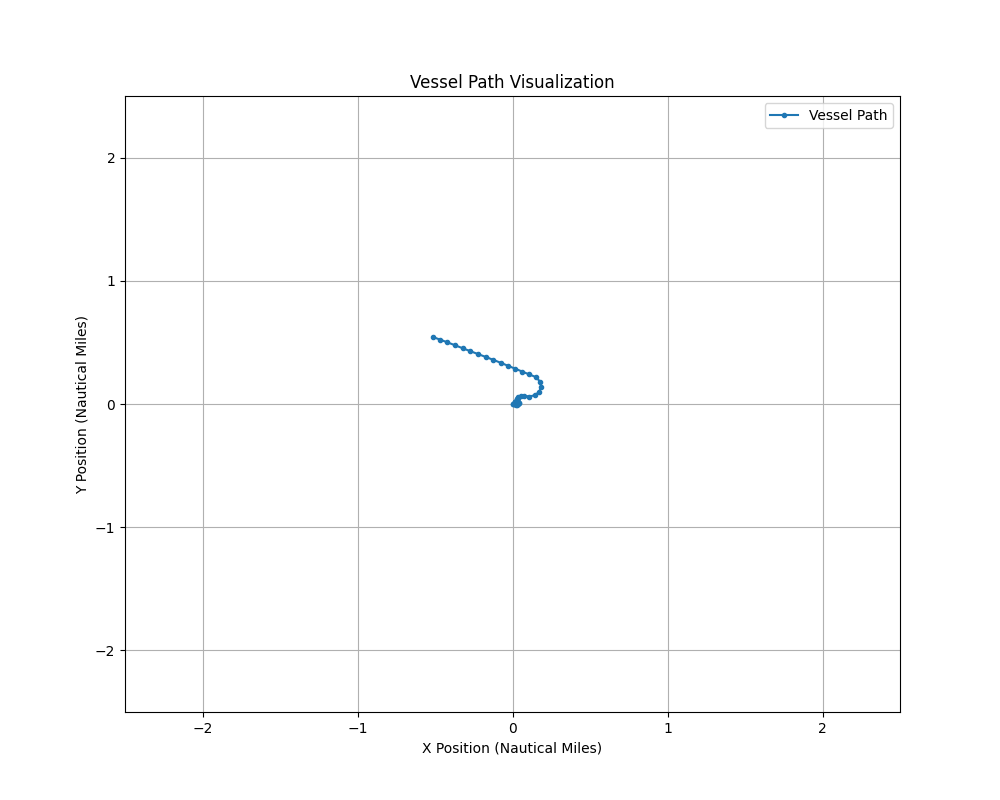 Vessel Path Visualization
Vessel Path
2
1
0
−1
−2
Y Position (Nautical Miles)
−2
−1
0
1
2
X Position (Nautical Miles)